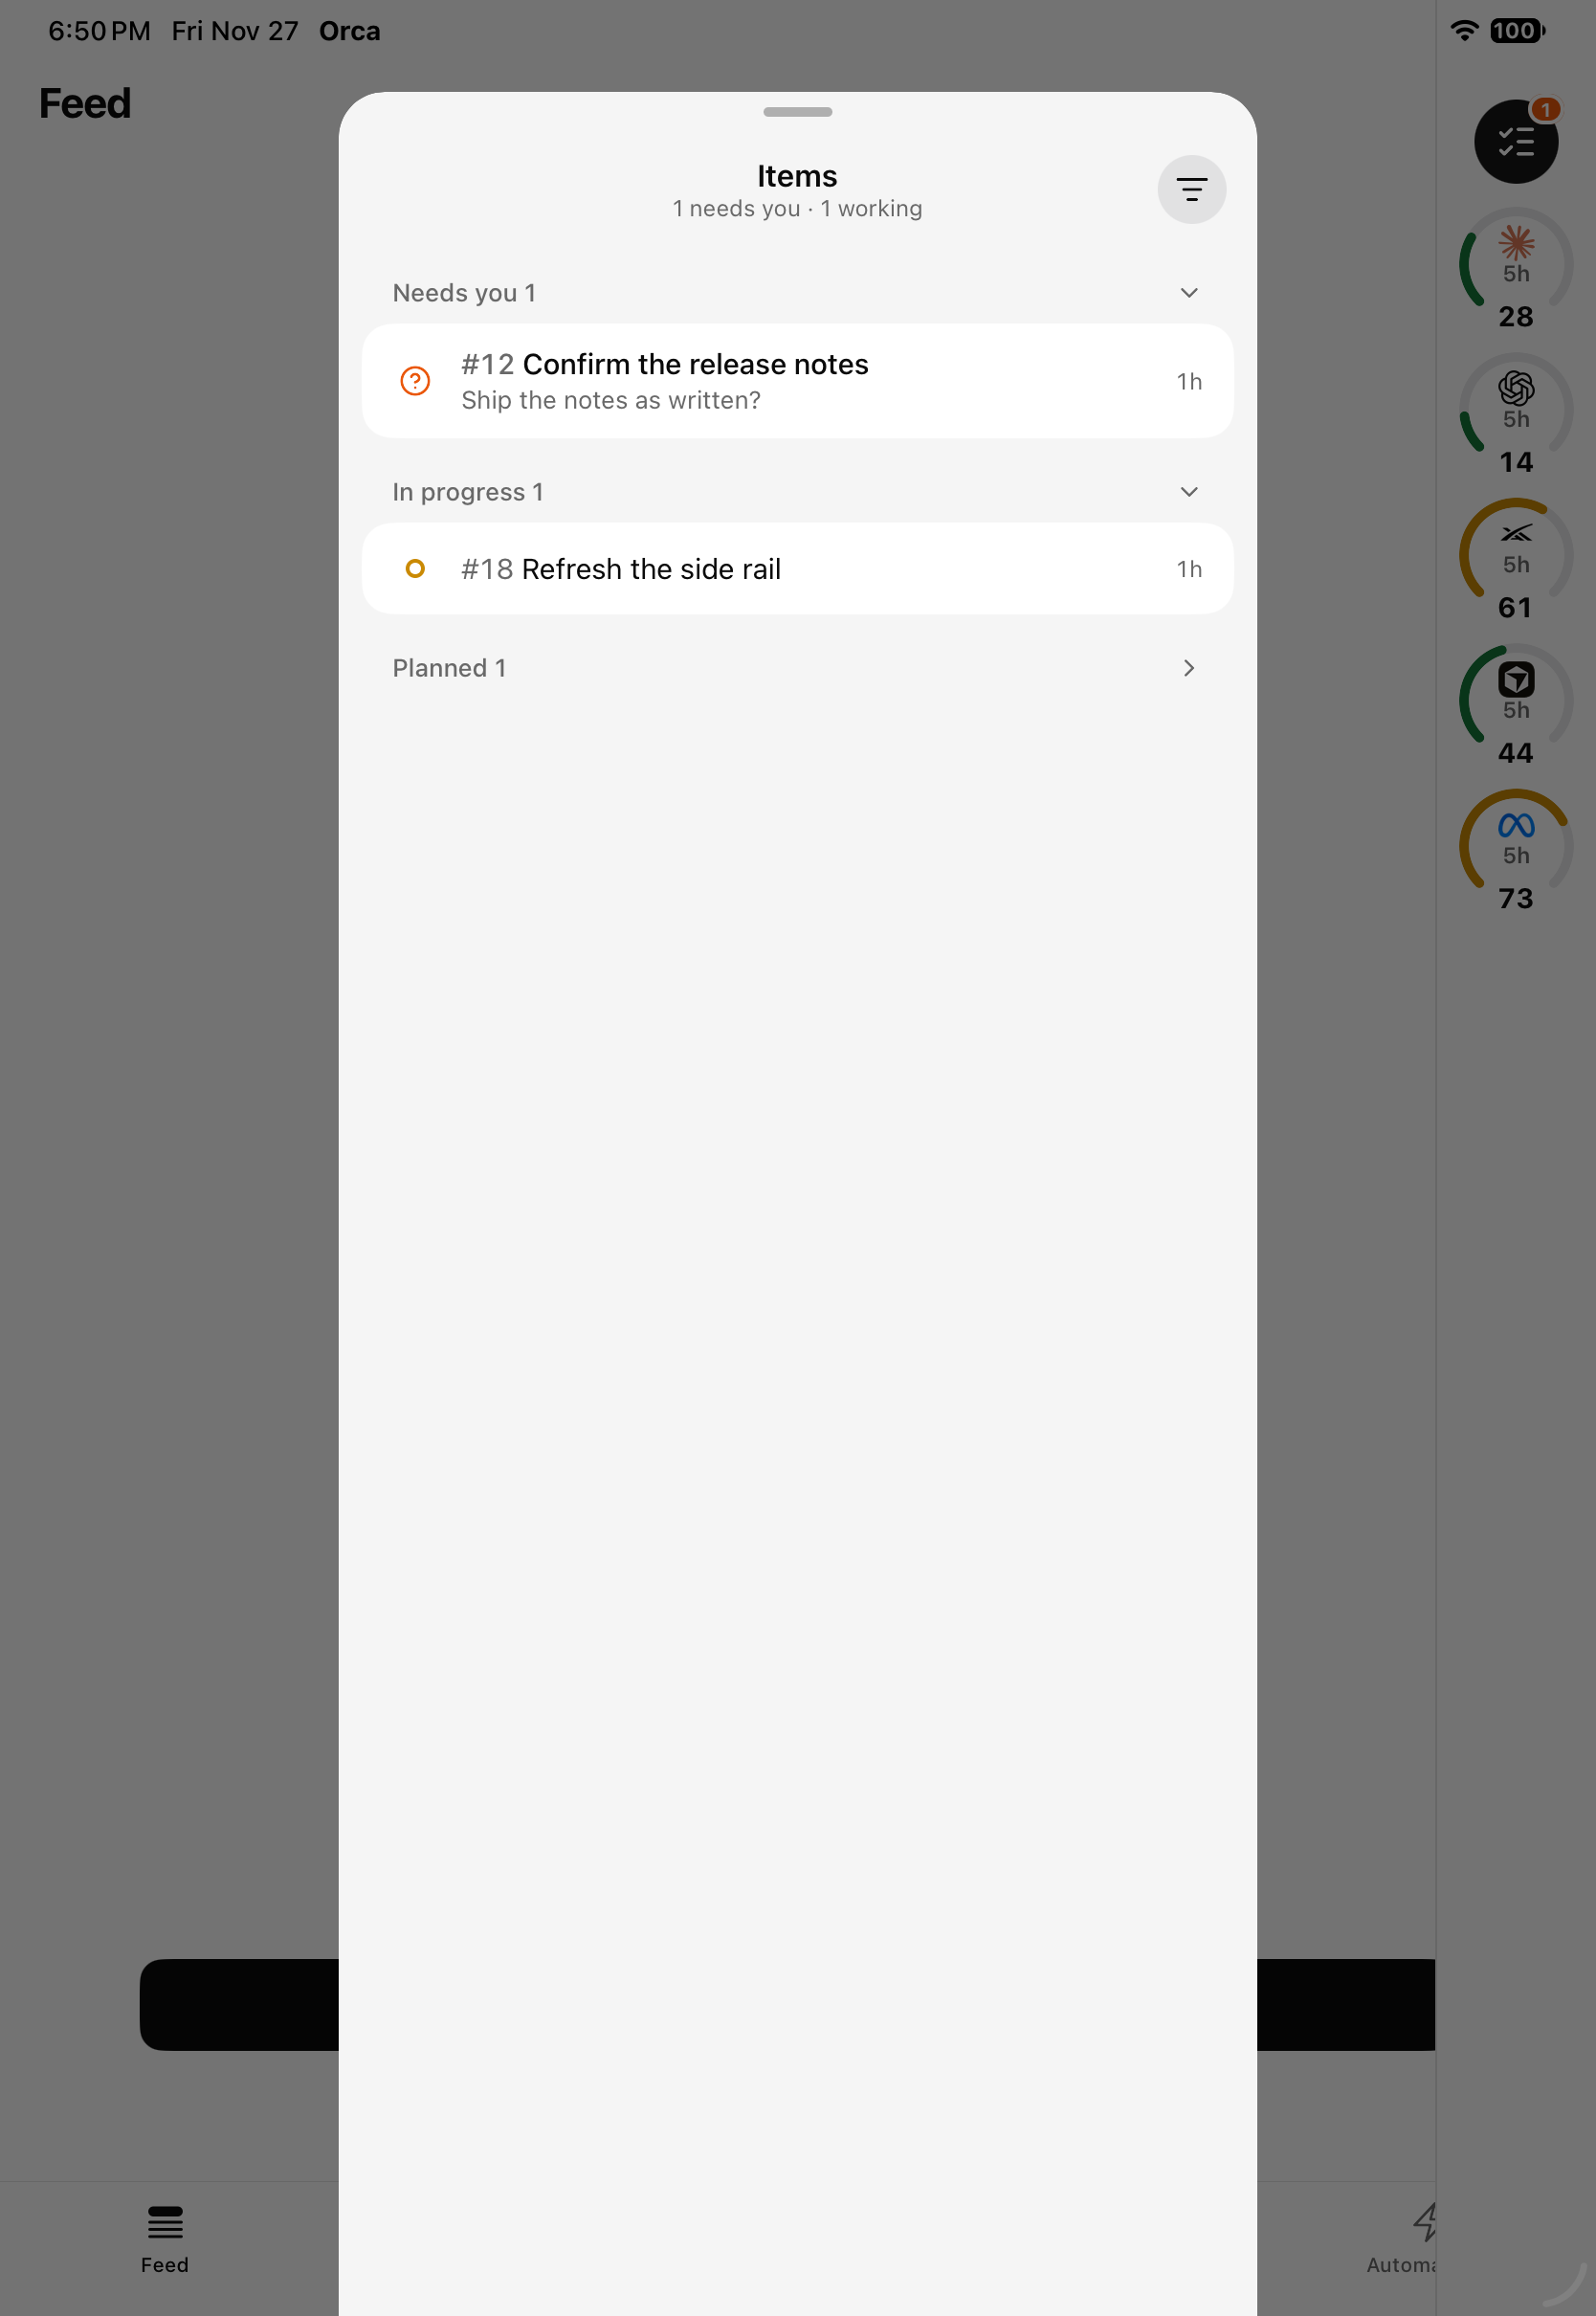 6:50 PM Fri Nov 27 Orca
100
Feed
1
Items
1 needs you · 1 working
Needs you 1
#12 Confirm the release notes
Ship the notes as written?
1h
In progress 1
#18 Refresh the side rail
1h
Planned 1
5h
28
5h
14
5h
61
5h
44
5h
73
Feed
Automa